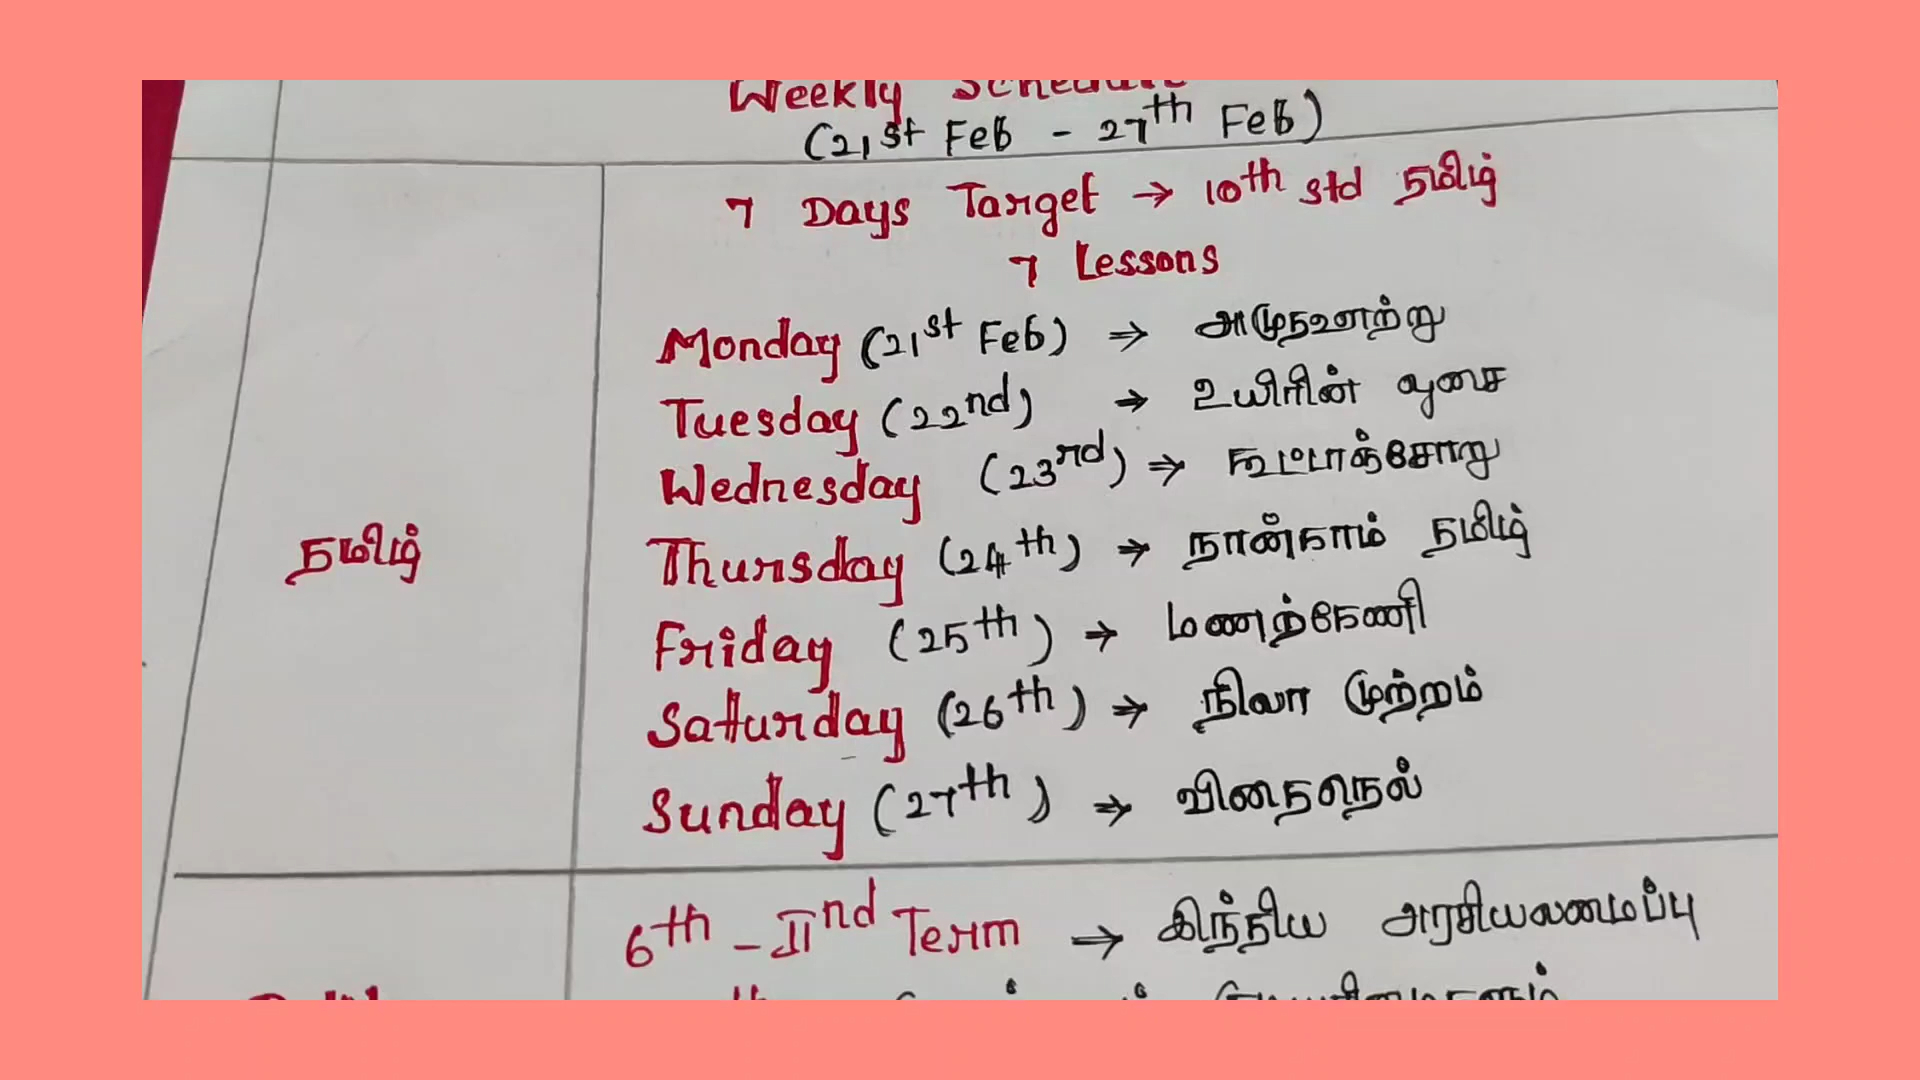 Weekly Schedule
(21st Feb - 27th Feb)
7 Days Target → 10th std தமிழ்
7 Lessons
Monday (21st Feb) ⇒ அமுதஊற்று
Tuesday (22nd) ⇒ உயிரின் ஓசை
Wednesday (23rd) ⇒ கூட்டாஞ்சோறு
Thursday (24th) ⇒ நான்காம் தமிழ்
Friday (25th) ⇒ மணற்கேணி
Saturday (26th) ⇒ நிலா முற்றம்
Sunday (27th) ⇒ விதைநெல்
தமிழ்
6th - IInd Term → இந்திய அரசியலமைப்பு